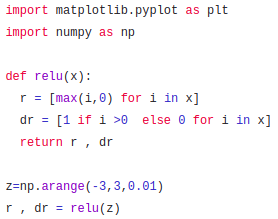 import matplotlib.pyplot as plt
import numpy as np
def relu(x):
  r = [max(i,0) for i in x]
  dr = [1 if i >0  else 0 for i in x]
  return r , dr
z=np.arange(-3,3,0.01)
r , dr = relu(z)